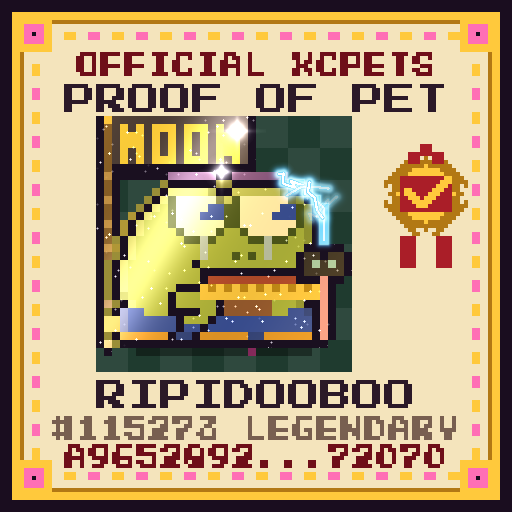 OFFICIAL XCPETS
PROOF OF PET
MOON
RIPIDOOBOO
#115273 LEGENDARY
A9652092...72070